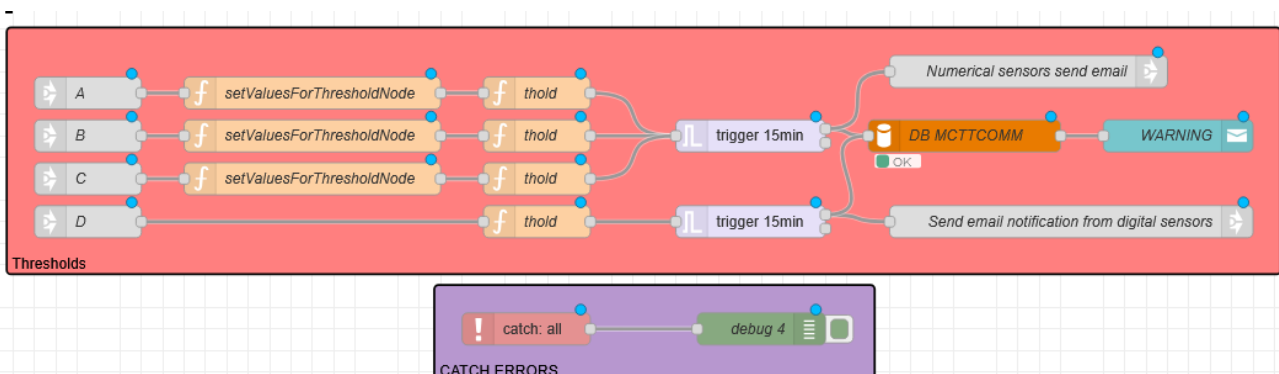 A
setValuesForThresholdNode
thold
Numerical sensors send email
B
setValuesForThresholdNode
thold
trigger 15min
DB MCTTCOMM
WARNING
OK
C
setValuesForThresholdNode
thold
D
thold
trigger 15min
Send email notification from digital sensors
Thresholds
catch: all
debug 4
CATCH ERRORS